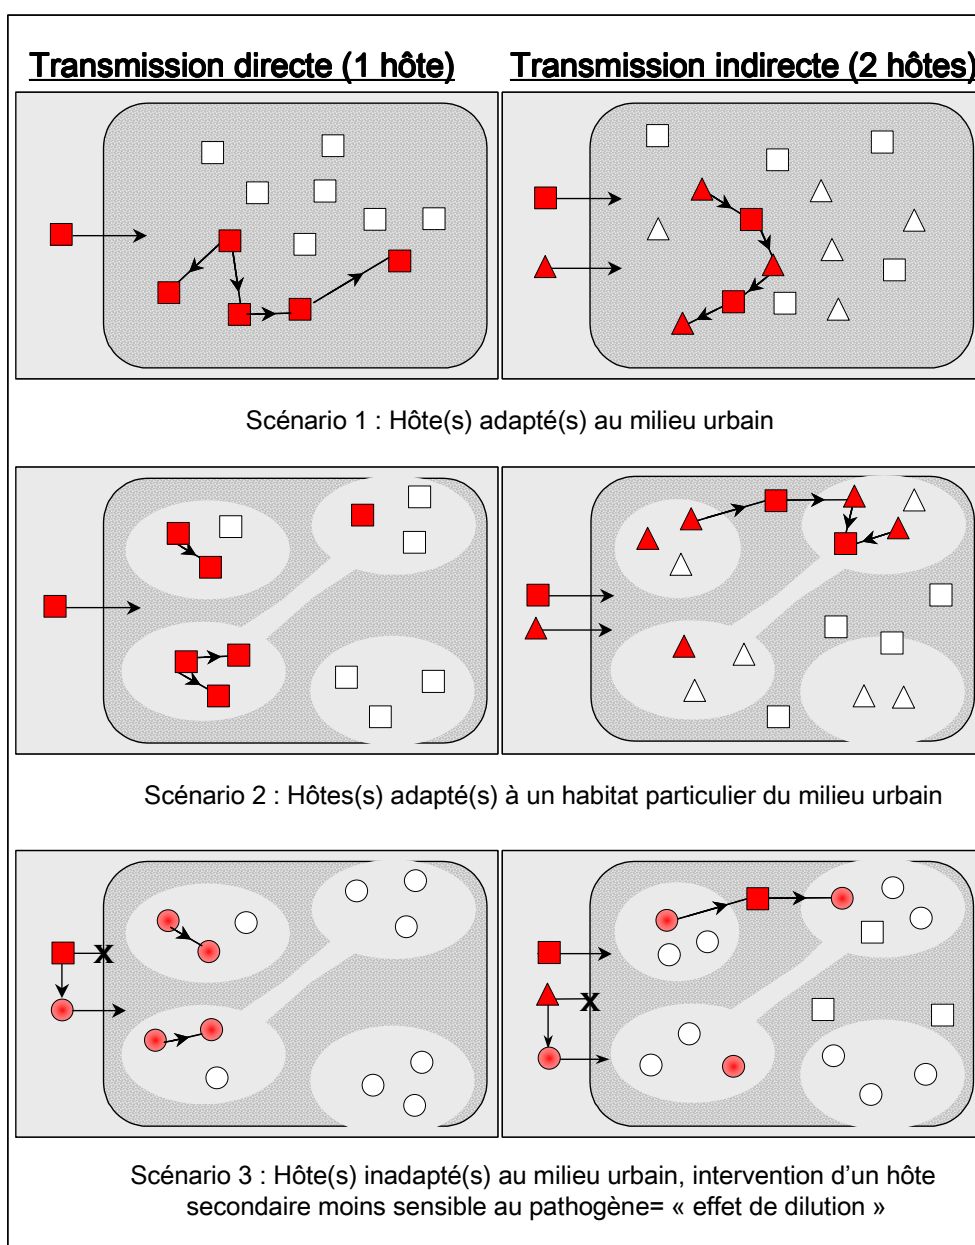 Transmission directe (1 hôte)
Transmission indirecte (2 hôtes)
Scénario 1 : Hôte(s) adapté(s) au milieu urbain
Scénario 2 : Hôtes(s) adapté(s) à un habitat particulier du milieu urbain
X
X
Scénario 3 : Hôte(s) inadapté(s) au milieu urbain, intervention d'un hôte
secondaire moins sensible au pathogène= « effet de dilution »